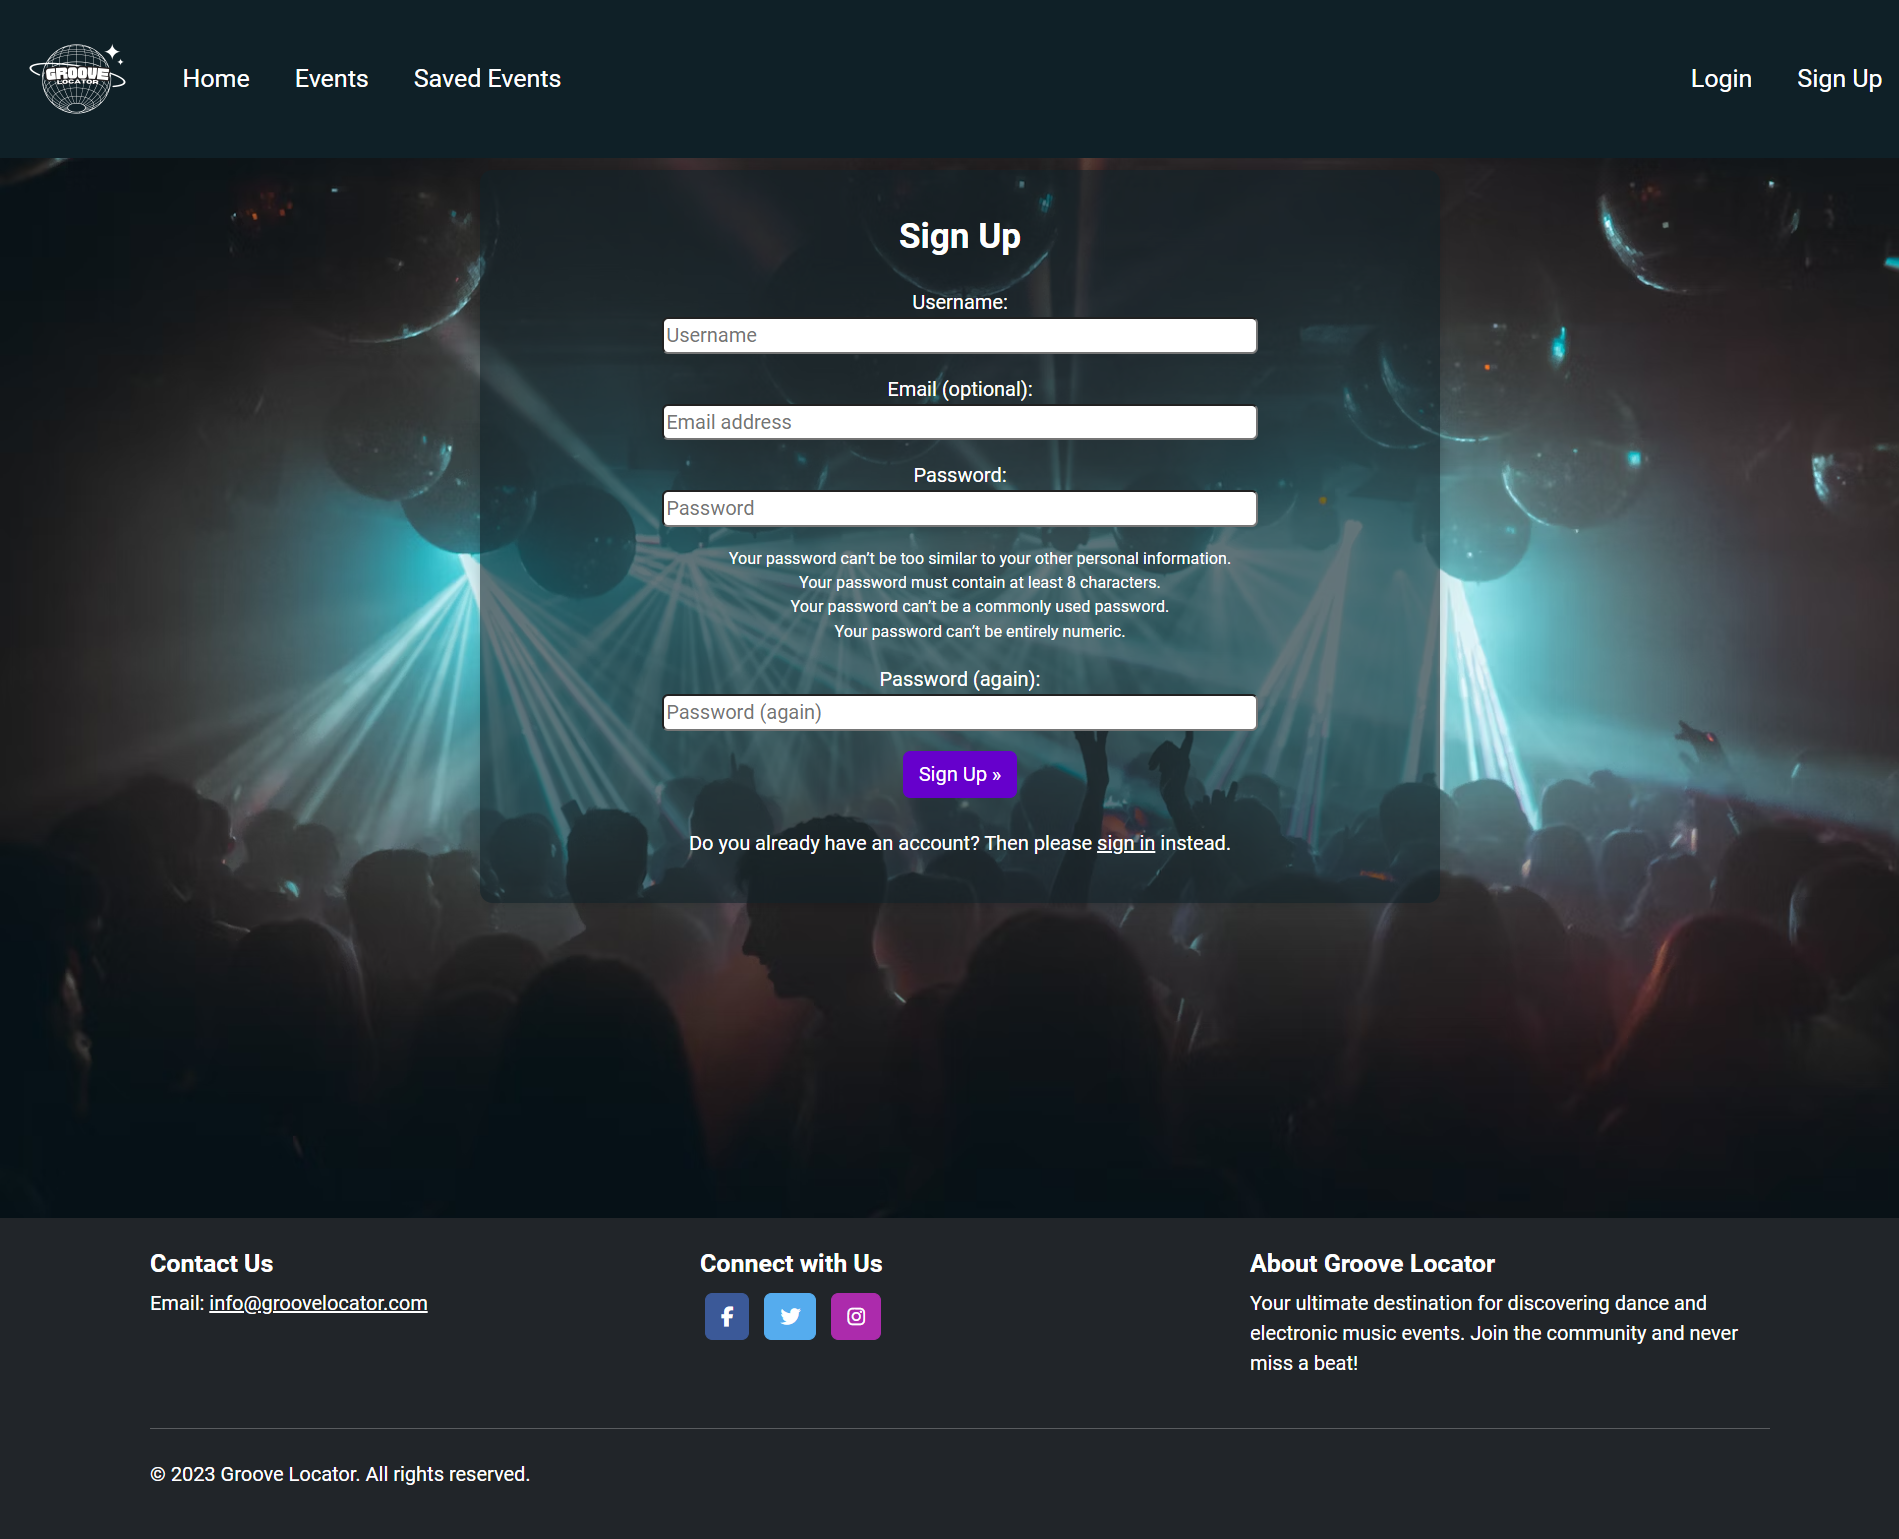 GROOVE
LOCATOR
Home
Events
Saved Events
Login
Sign Up
Sign Up
Username:
Username
Email (optional):
Email address
Password:
Password
Your password can’t be too similar to your other personal information.
Your password must contain at least 8 characters.
Your password can’t be a commonly used password.
Your password can’t be entirely numeric.
Password (again):
Password (again)
Sign Up »
Do you already have an account? Then please sign in instead.
Contact Us
Email: info@groovelocator.com
Connect with Us
About Groove Locator
Your ultimate destination for discovering dance and
electronic music events. Join the community and never
miss a beat!
© 2023 Groove Locator. All rights reserved.